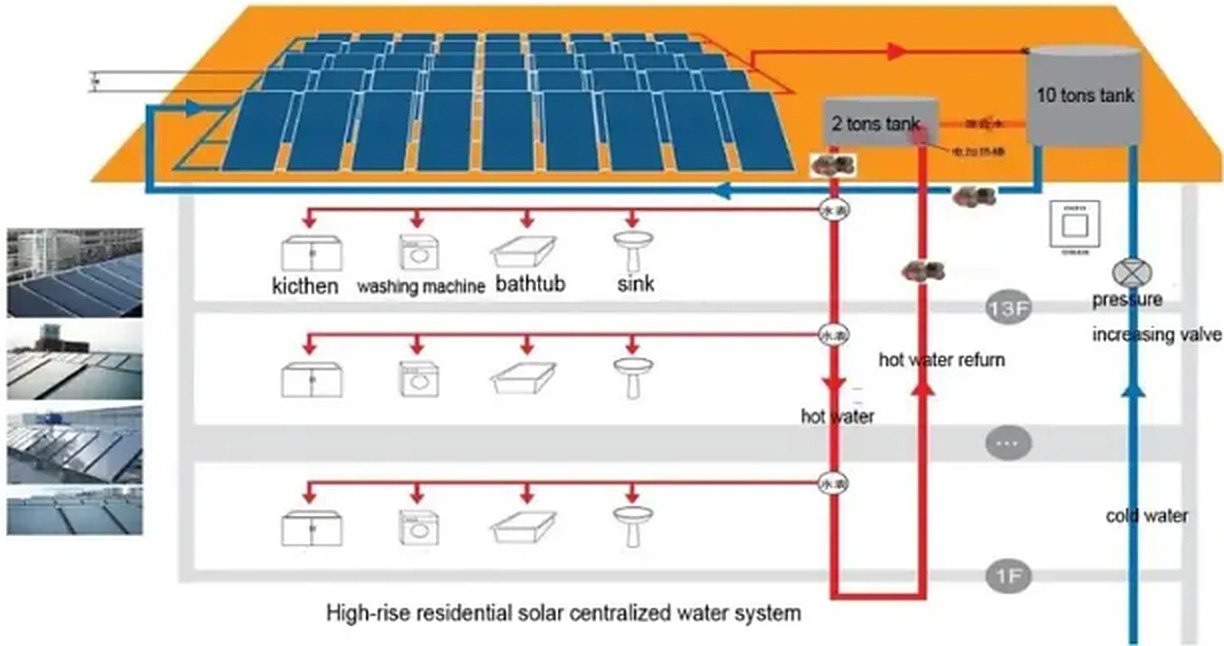 10 tons tank
2 tons tank
kicthen
washing machine
bathtub
sink
13F
pressure
increasing valve
hot water refurn
hot water
...
cold water
1F
High-rise residential solar centralized water system